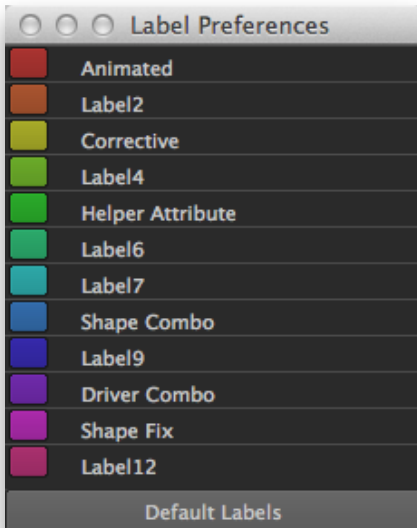 Label Preferences
Animated
Label2
Corrective
Label4
Helper Attribute
Label6
Label7
Shape Combo
Label9
Driver Combo
Shape Fix
Label12
Default Labels